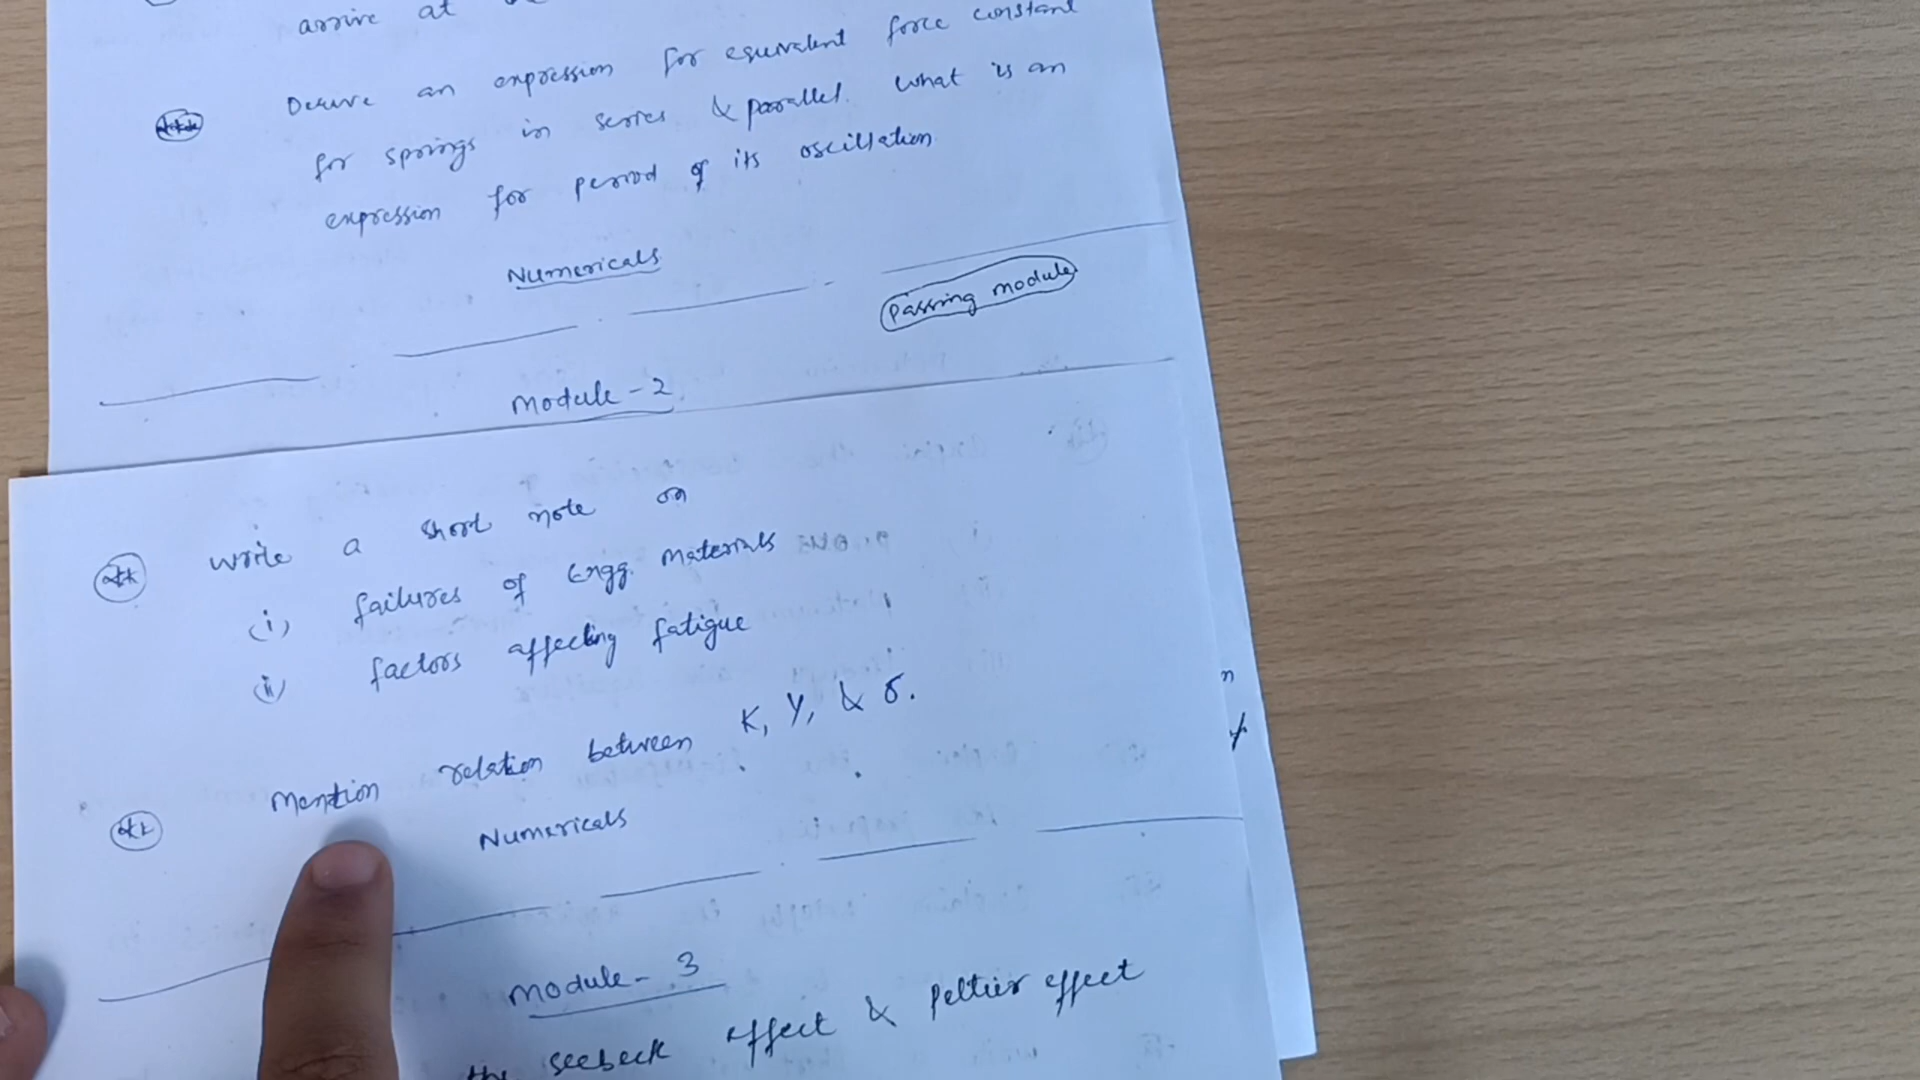 arrive at
Derive an expression for equivalent force constant
for springs in series & parallel. what is an
expression for period of its oscillation
Numericals
Passing module
Module - 2
write a short note on
(i) failures of Engg. Materials
(ii) factors affecting fatigue
Mention relation between K, Y, & σ.
Numericals
Module - 3
the seebeck effect & Peltier effect